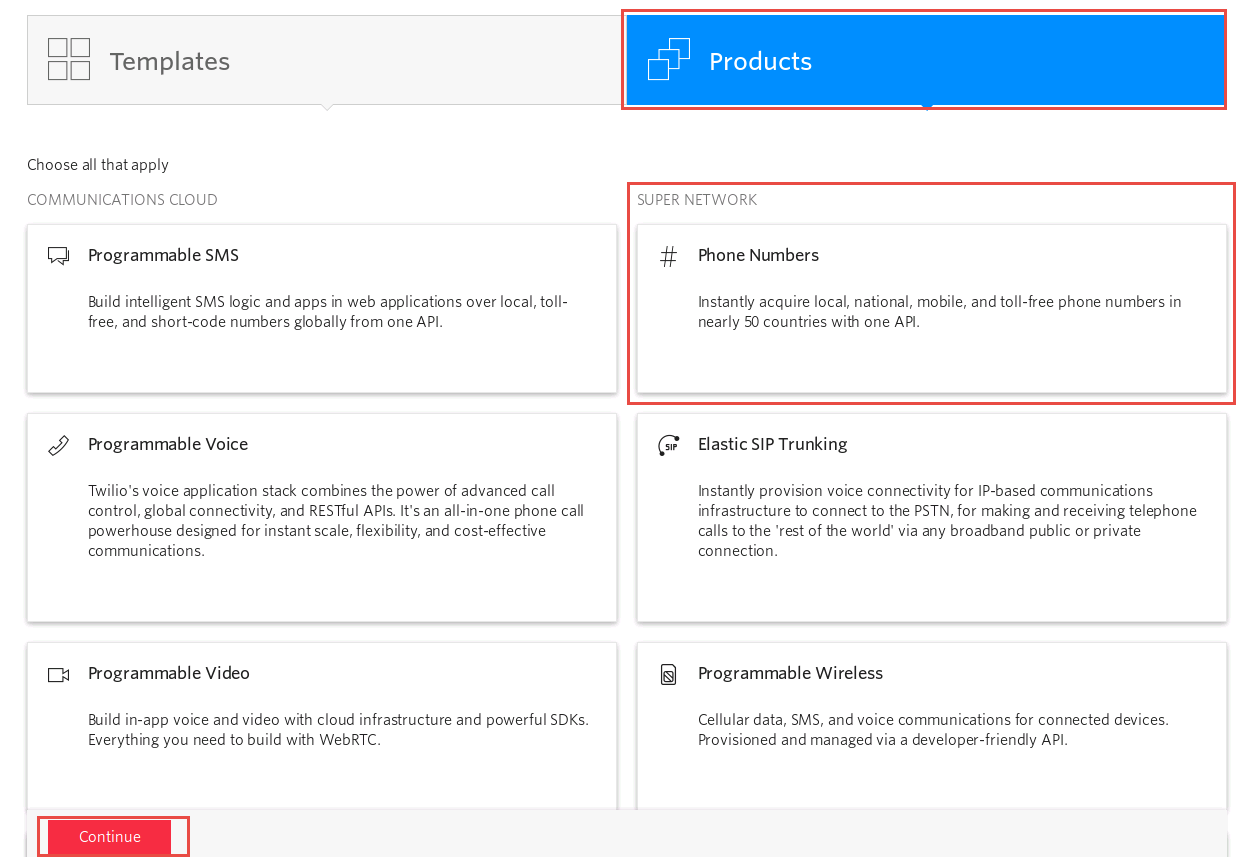 Templates
Products
Choose all that apply
COMMUNICATIONS CLOUD
Programmable SMS
Build intelligent SMS logic and apps in web applications over local, toll-
free, and short-code numbers globally from one API.
Programmable Voice
Twilio's voice application stack combines the power of advanced call
control, global connectivity, and RESTful APIs. It's an all-in-one phone call
powerhouse designed for instant scale, flexibility, and cost-effective
communications.
Programmable Video
Build in-app voice and video with cloud infrastructure and powerful SDKs.
Everything you need to build with WebRTC.
SUPER NETWORK
Phone Numbers
Instantly acquire local, national, mobile, and toll-free phone numbers in
nearly 50 countries with one API.
SIP
Elastic SIP Trunking
Instantly provision voice connectivity for IP-based communications
infrastructure to connect to the PSTN, for making and receiving telephone
calls to the 'rest of the world' via any broadband public or private
connection.
Programmable Wireless
Cellular data, SMS, and voice communications for connected devices.
Provisioned and managed via a developer-friendly API.
Continue